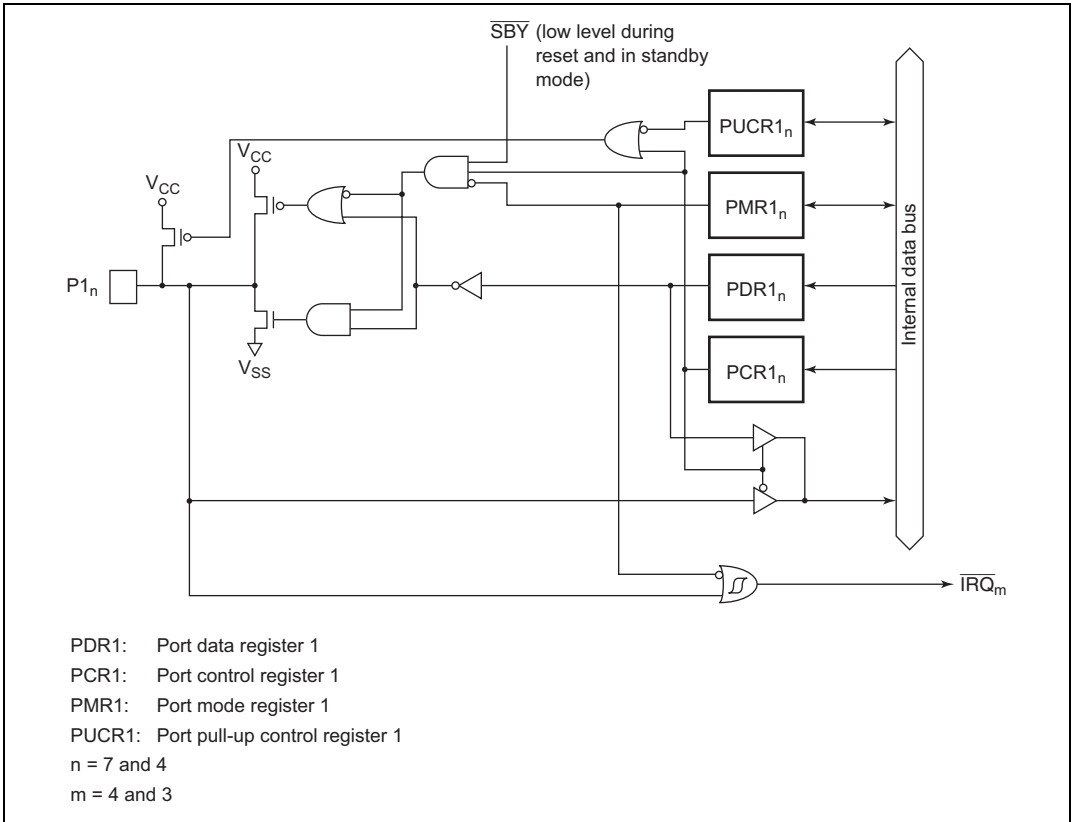 S̅B̅Y̅ (low level during
reset and in standby
mode)
PUCR1n
VCC
VCC
PMR1n
Internal data bus
P1n
PDR1n
VSS
PCR1n
I̅R̅Q̅m
PDR1: Port data register 1
PCR1: Port control register 1
PMR1: Port mode register 1
PUCR1: Port pull-up control register 1
n = 7 and 4
m = 4 and 3